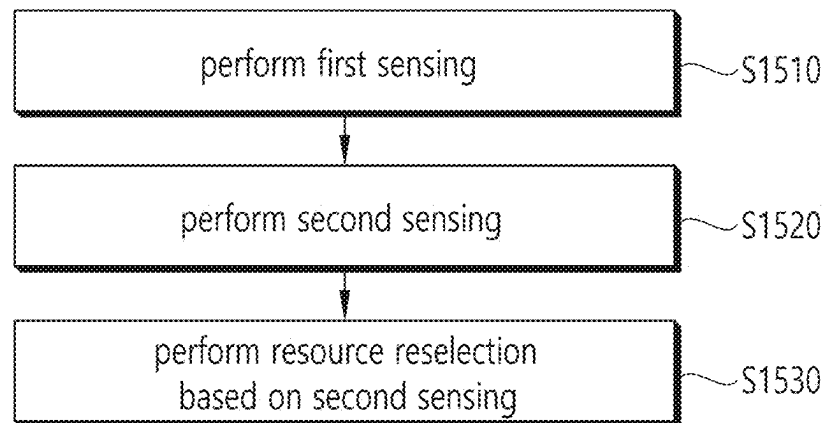 perform first sensing
S1510
perform second sensing
S1520
perform resource reselection
based on second sensing
S1530